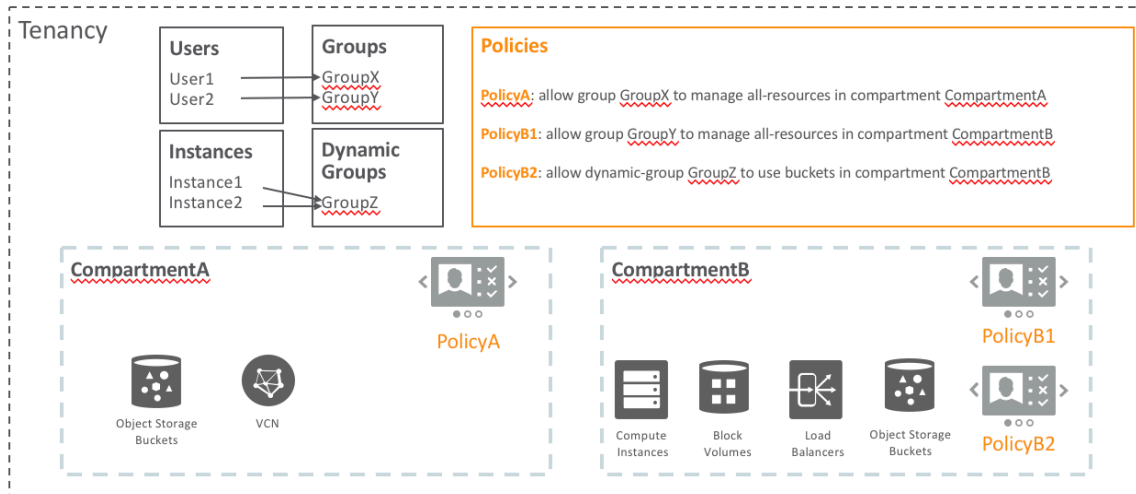 Tenancy
Users
User1
User2
Groups
GroupX
GroupY
Instances
Instance1
Instance2
Dynamic
Groups
GroupZ
Policies
PolicyA: allow group GroupX to manage all-resources in compartment CompartmentA
PolicyB1: allow group GroupY to manage all-resources in compartment CompartmentB
PolicyB2: allow dynamic-group GroupZ to use buckets in compartment CompartmentB
CompartmentA
PolicyA
Object Storage
Buckets
VCN
CompartmentB
PolicyB1
Compute
Instances
Block
Volumes
Load
Balancers
Object Storage
Buckets
PolicyB2